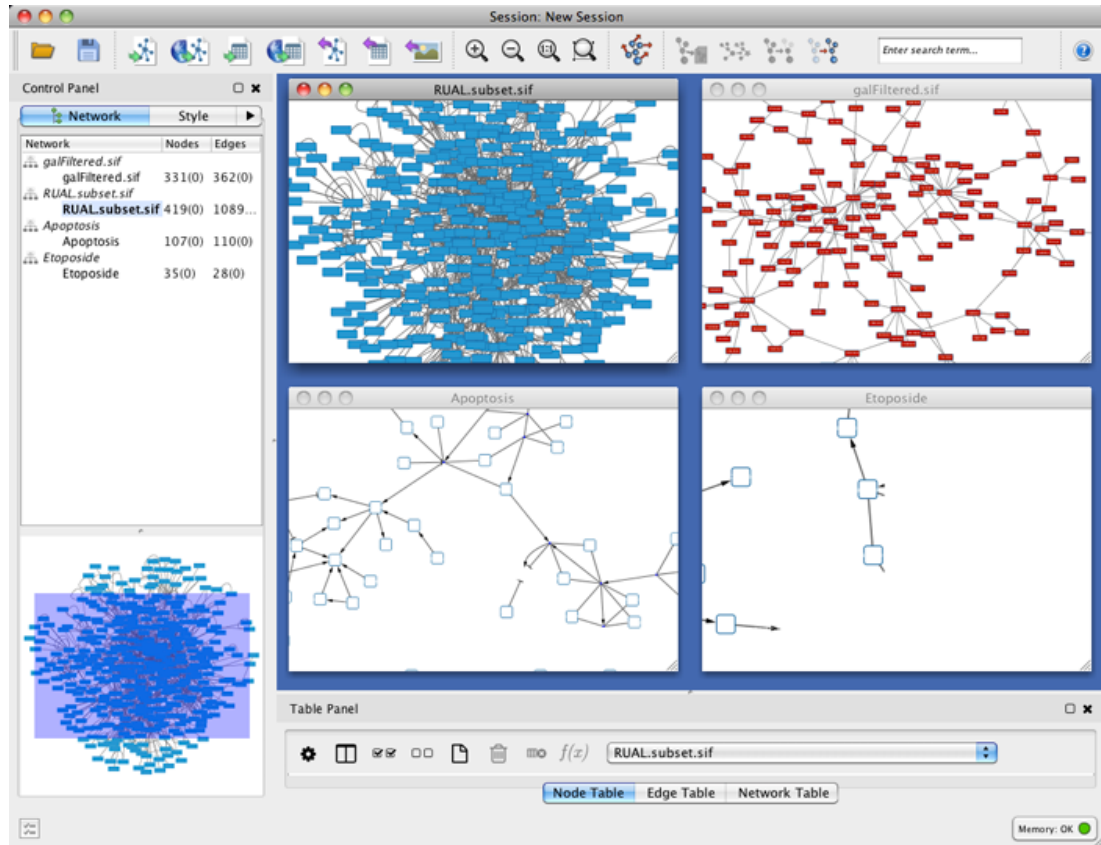 Session: New Session
Enter search term...
Control Panel
Network Style
Network Nodes Edges
galFiltered.sif
galFiltered.sif 331(0) 362(0)
RUAL.subset.sif
RUAL.subset.sif 419(0) 1089...
Apoptosis
Apoptosis 107(0) 110(0)
Etoposide
Etoposide 35(0) 28(0)
RUAL.subset.sif
galFiltered.sif
Apoptosis
Etoposide
Table Panel
f(x) RUAL.subset.sif
Node Table Edge Table Network Table
Memory: OK